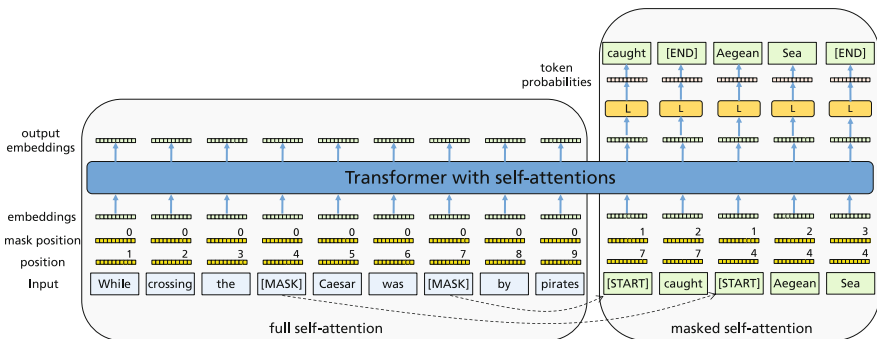 caught [END] Aegean Sea [END]
token probabilities
L L L L L
output embeddings
Transformer with self-attentions
embeddings
0 0 0 0 0 0 0 0 0 1 2 1 2 3
mask position
position 1 2 3 4 5 6 7 8 9 7 7 4 4 4
Input While crossing the [MASK] Caesar was [MASK] by pirates [START] caught [START] Aegean Sea
full self-attention masked self-attention